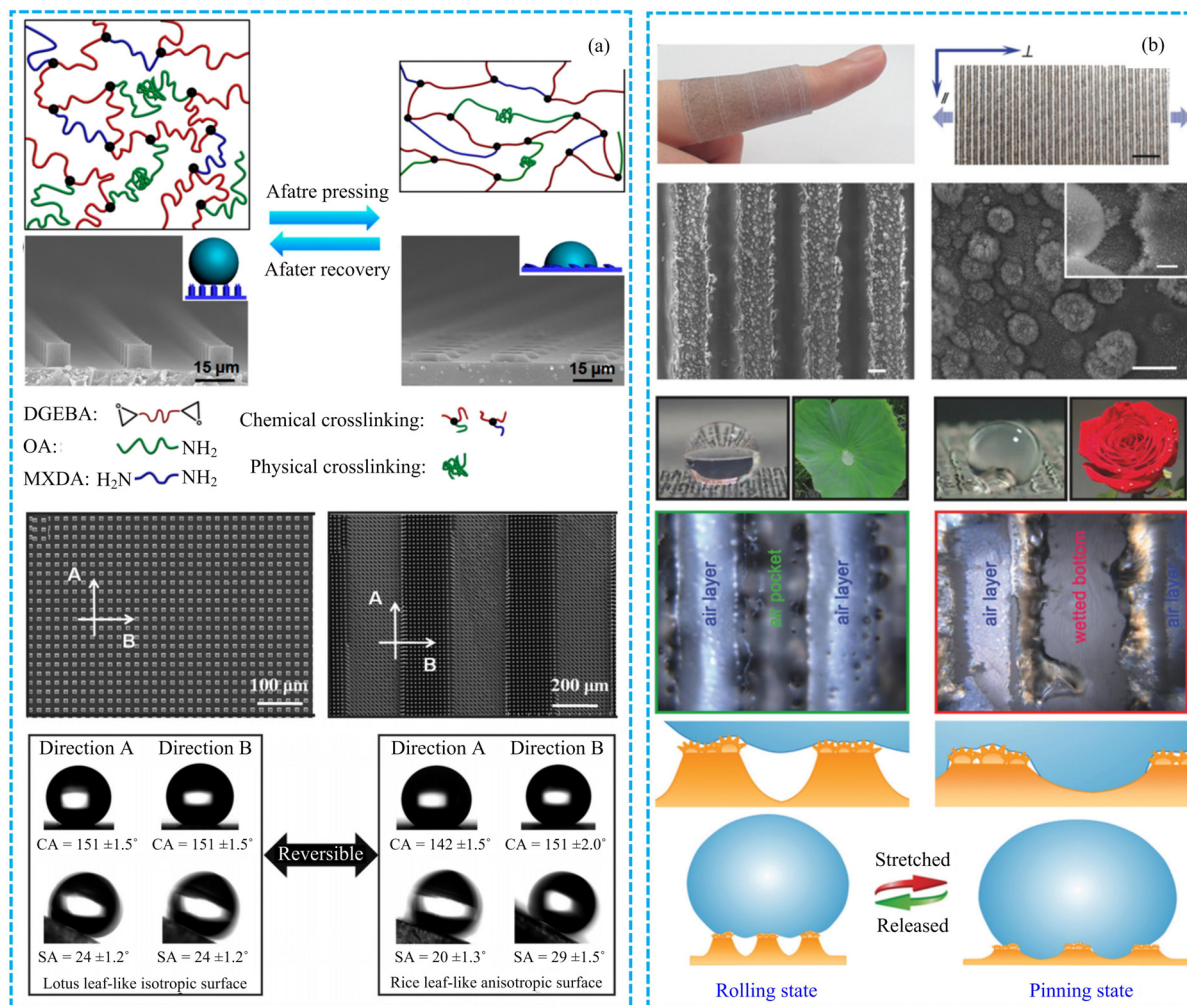 (a)
Afatre pressing
Afater recovery
15 μm
15 μm
DGEBA:
OA:
NH2
MXDA: H2N
NH2
Chemical crosslinking:
Physical crosslinking:
A
B
100 μm
A
B
200 μm
Direction A Direction B
CA = 151 ±1.5° CA = 151 ±1.5°
SA = 24 ±1.2° SA = 24 ±1.2°
Lotus leaf-like isotropic surface
Reversible
Direction A Direction B
CA = 142 ±1.5° CA = 151 ±2.0°
SA = 20 ±1.3° SA = 29 ±1.5°
Rice leaf-like anisotropic surface
(b)
⊥
//
air layer
air pocket
air layer
air layer
wetted bottom
air layer
Stretched
Released
Rolling state
Pinning state